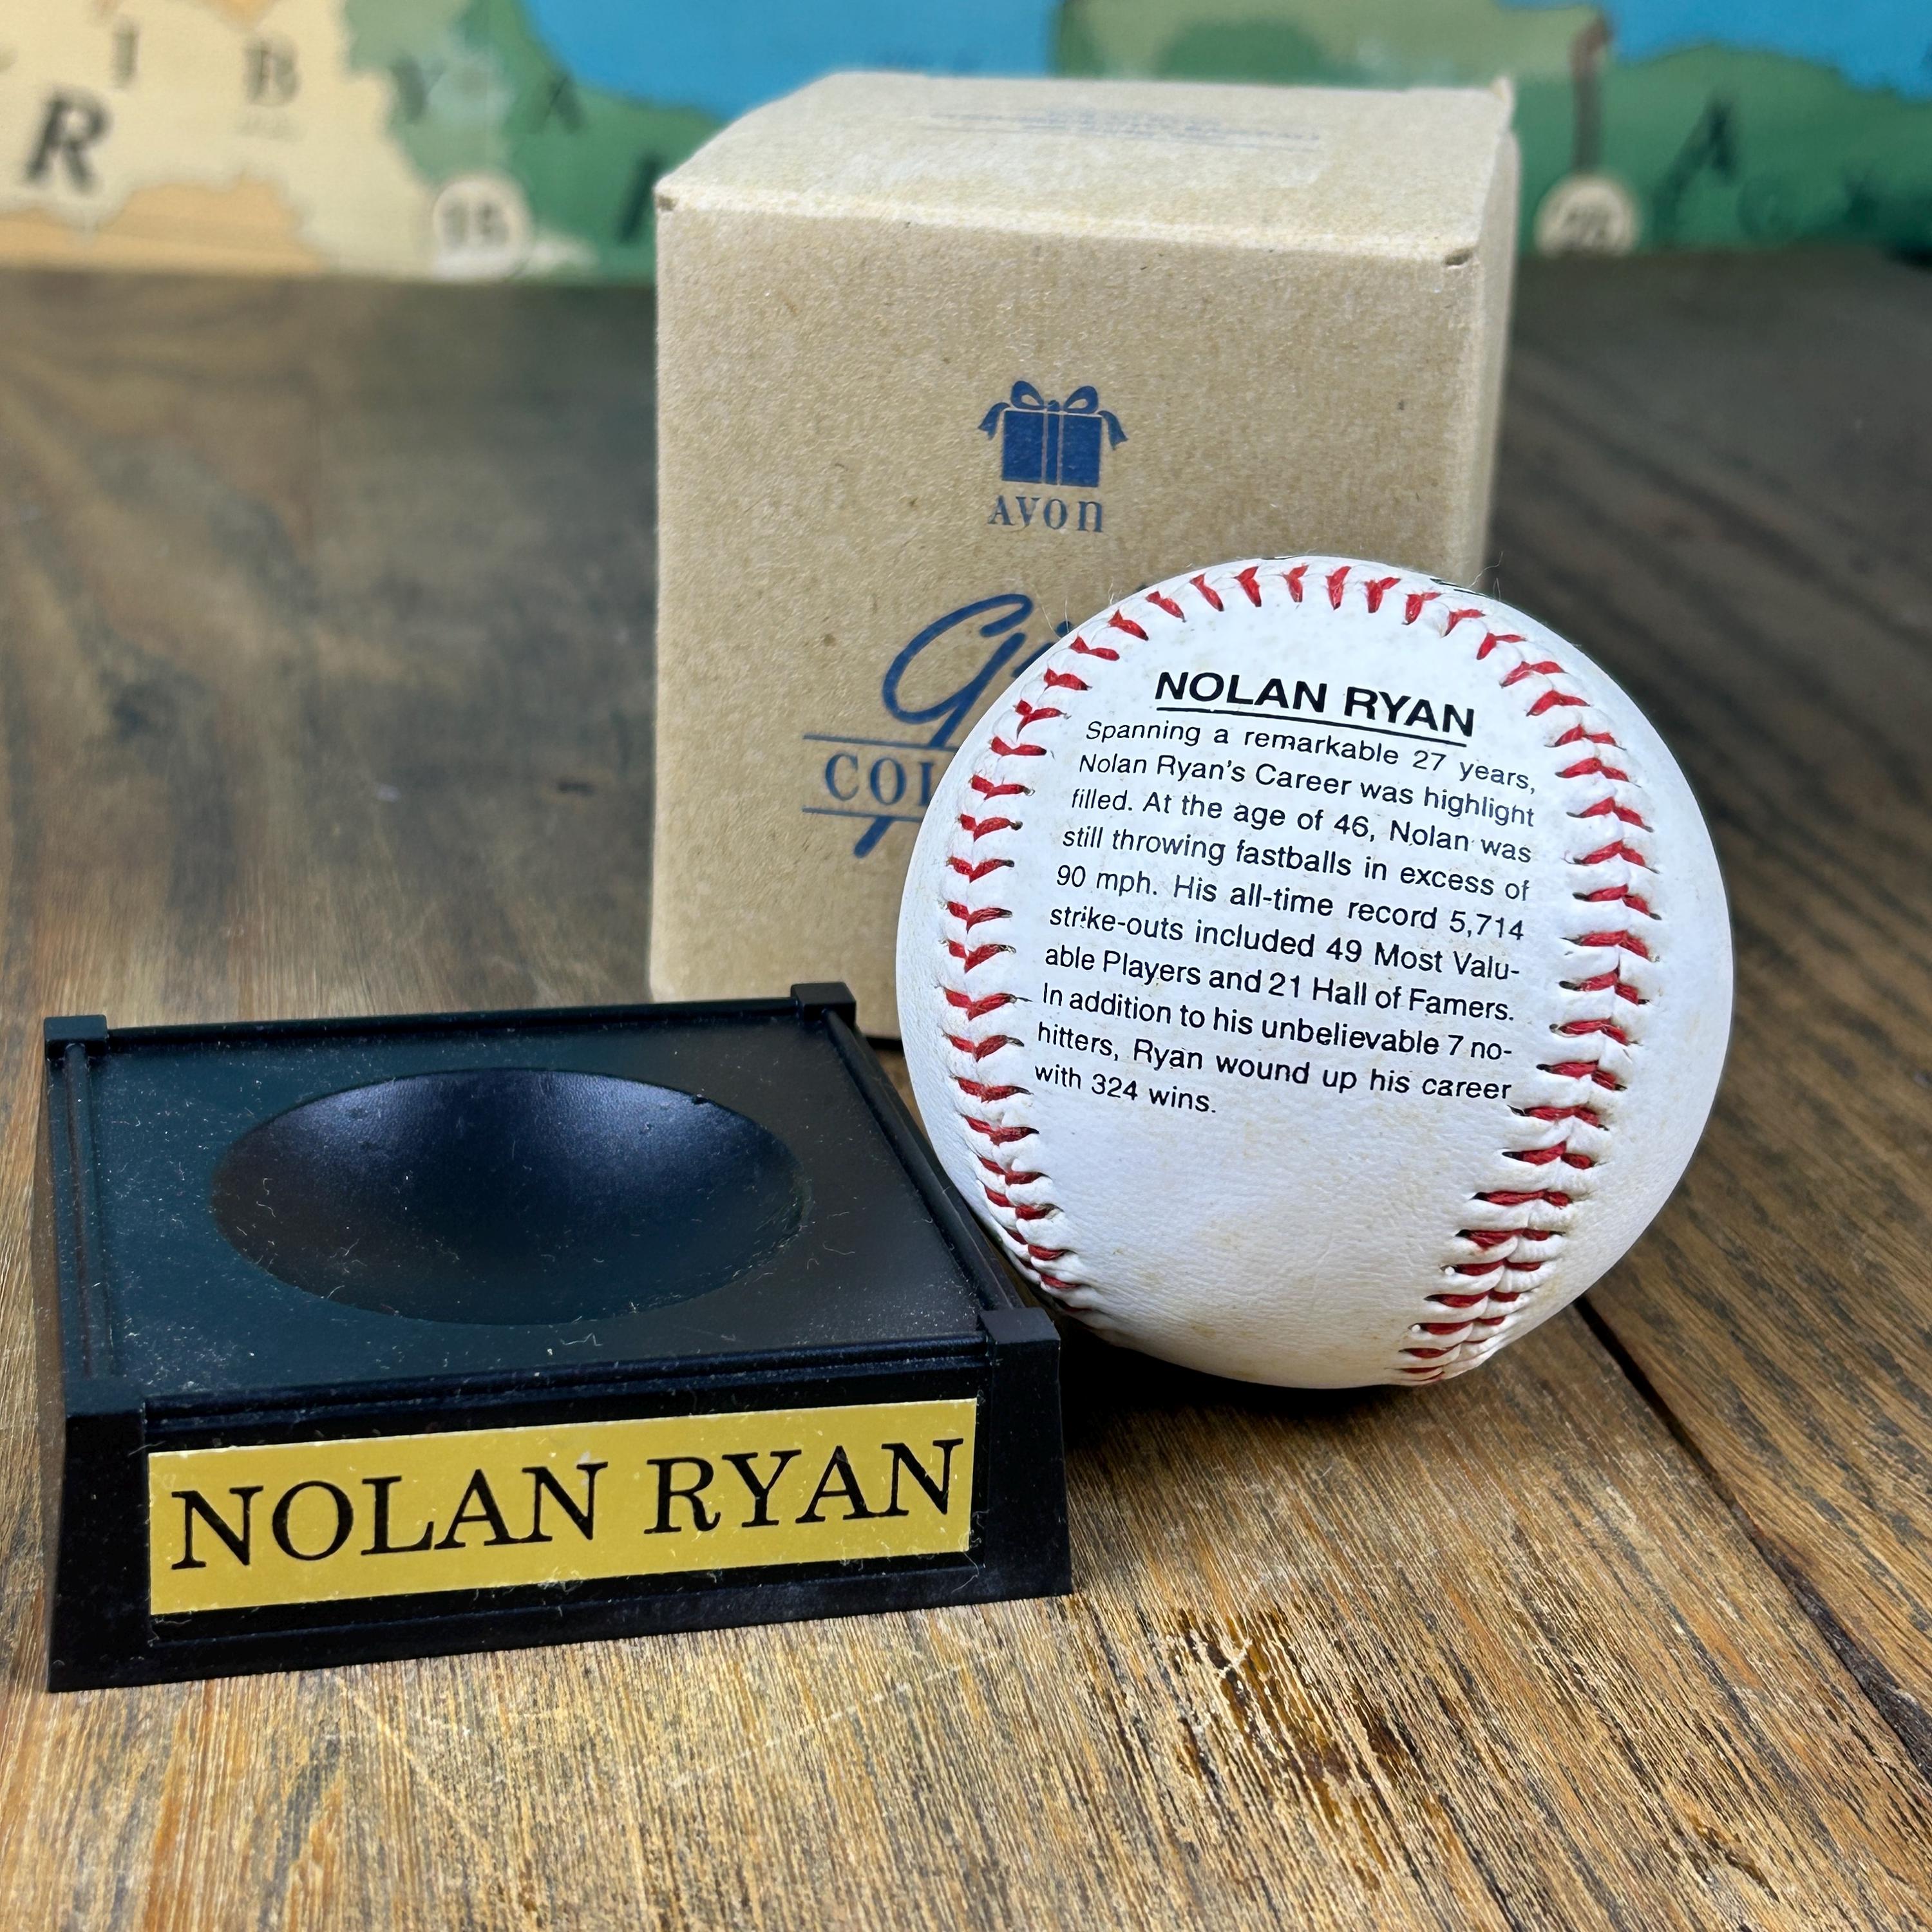 AVON
NOLAN RYAN
Spanning a remarkable 27 years,
Nolan Ryan's Career was highlight
filled. At the age of 46, Nolan was
still throwing fastballs in excess of
90 mph. His all-time record 5,714
strike-outs included 49 Most Valu-
able Players and 21 Hall of Famers.
In addition to his unbelievable 7 no-
hitters, Ryan wound up his career
with 324 wins.
NOLAN RYAN